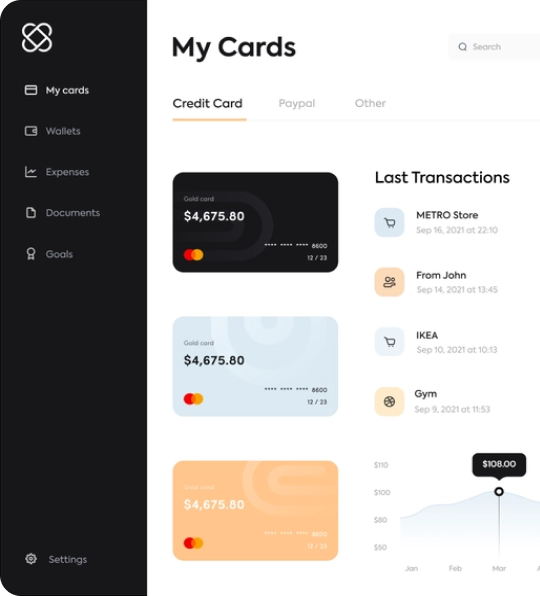 My Cards
Search
My cards
Wallets
Expenses
Documents
Goals
Settings
Credit Card
Paypal
Other
Gold card
$4,675.80
•••• •••• •••• 8600
12 / 23
Gold card
$4,675.80
•••• •••• •••• 8600
12 / 23
Gold card
$4,675.80
•••• •••• •••• 8600
12 / 23
Last Transactions
METRO Store
Sep 16, 2021 at 22:10
From John
Sep 14, 2021 at 13:45
IKEA
Sep 10, 2021 at 10:13
Gym
Sep 9, 2021 at 11:53
$110
$108.00
$100
$80
$50
Jan
Feb
Mar